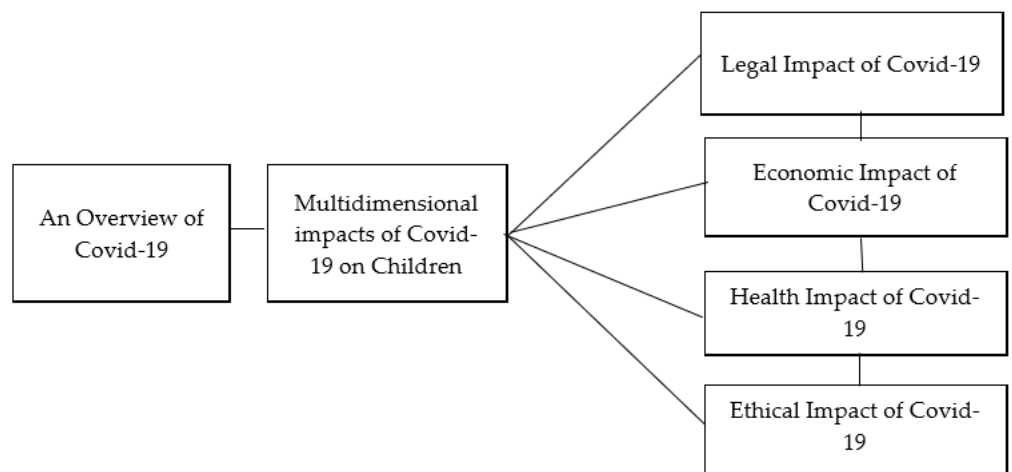 An Overview of
Covid-19
Multidimensional
impacts of Covid-
19 on Children
Legal Impact of Covid-19
Economic Impact of
Covid-19
Health Impact of Covid-
19
Ethical Impact of Covid-
19